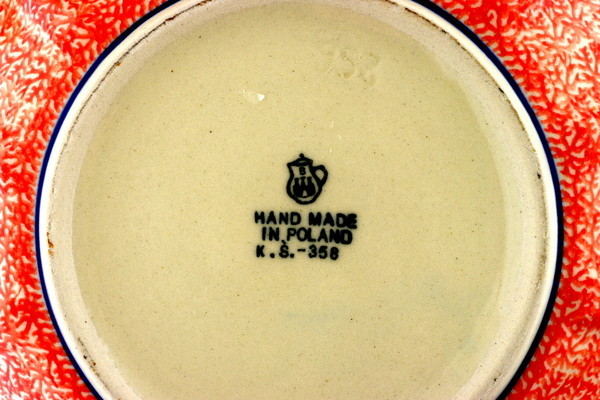 B
HAND MADE
IN POLAND
K.S.-358